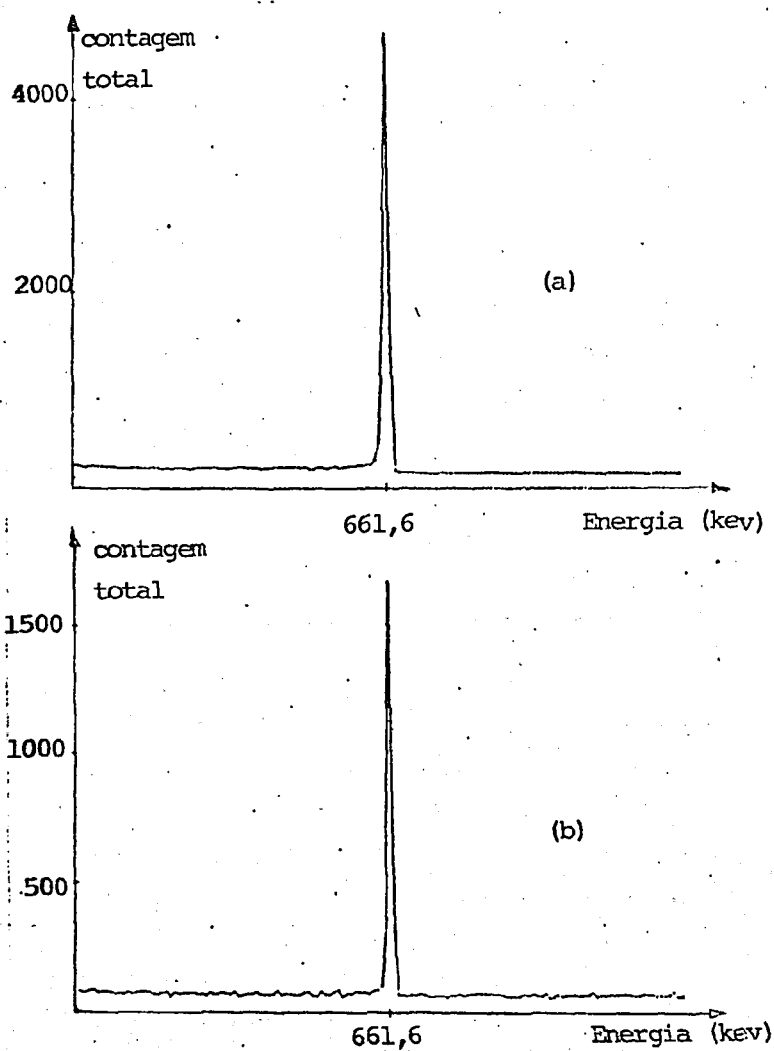 contagem
total
4000
2000
(a)
661,6
Energia (kev)
contagem
total
1500
1000
.500
(b)
661,6
Energia (kev)